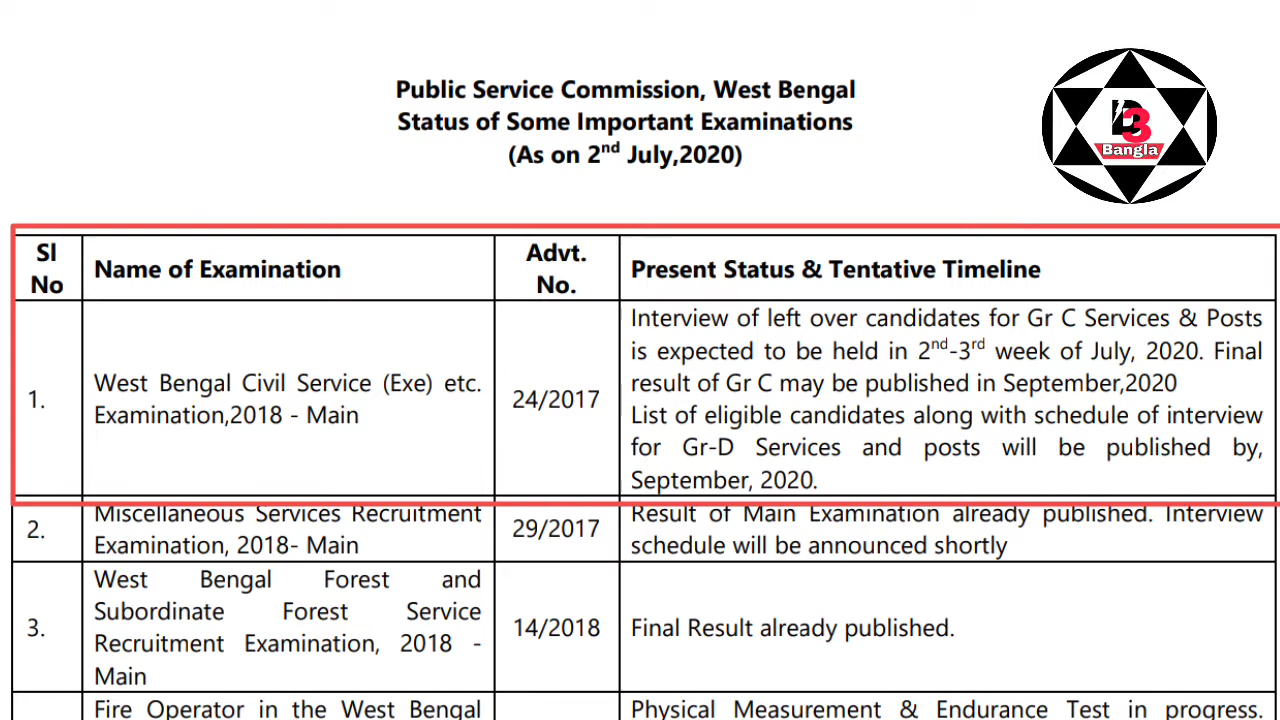 Public Service Commission, West Bengal
Status of Some Important Examinations
(As on 2nd July,2020)
B3
Bangla
Sl No
Name of Examination
Advt. No.
Present Status & Tentative Timeline
1.
West Bengal Civil Service (Exe) etc.
Examination,2018 - Main
24/2017
Interview of left over candidates for Gr C Services & Posts
is expected to be held in 2nd-3rd week of July, 2020. Final
result of Gr C may be published in September,2020
List of eligible candidates along with schedule of interview
for Gr-D Services and posts will be published by,
September, 2020.
2.
Miscellaneous Services Recruitment
Examination, 2018- Main
29/2017
Result of Main Examination already published. Interview
schedule will be announced shortly
3.
West Bengal Forest and
Subordinate Forest Service
Recruitment Examination, 2018 -
Main
14/2018
Final Result already published.
Fire Operator in the West Bengal
Physical Measurement & Endurance Test in progress.